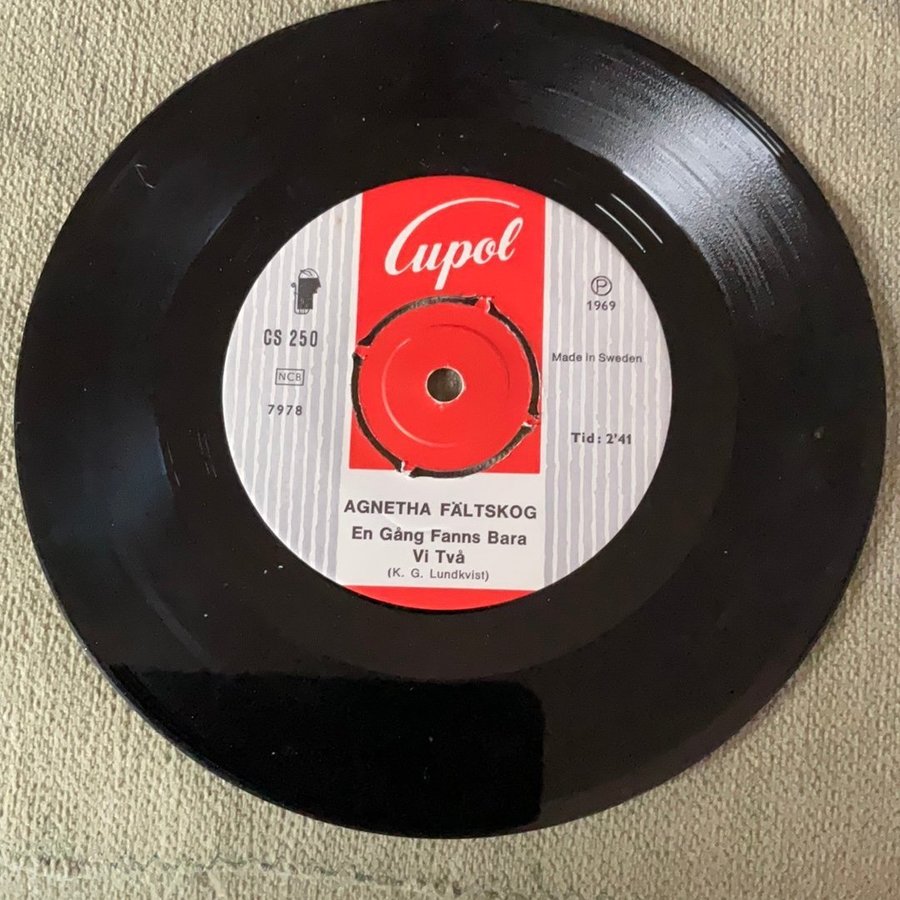 Cupol
CS 250
NCB
7978
P
1969
Made in Sweden
Tid: 2'41
AGNETHA FÄLTSKOG
En Gång Fanns Bara
Vi Två
(K. G. Lundkvist)